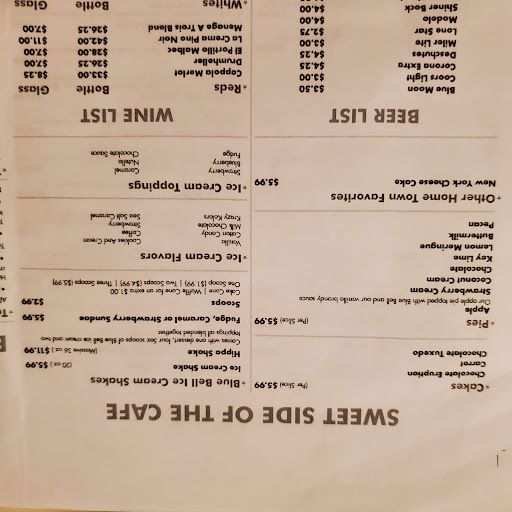 SWEET SIDE OF THE CAFE
Cakes (Per Slice) $5.99
Chocolate Eruption
Carrot
Chocolate Tuxedo
Pies (Per Slice) $5.99
Apple
Our apple pie topped with Blue Bell and our vanilla brandy sauce
Strawberry Cream
Coconut Cream
Chocolate
Key Lime
Lemon Meringue
Buttermilk
Pecan
Other Home Town Favorites
New York Cheese Cake $5.99
BEER LIST
Blue Moon $3.50
Coors Light $3.00
Corona Extra $4.25
Deschutes $4.25
Miler Lite $3.00
Lone Star $2.75
Modelo $4.00
Shiner Bock $4.00
Blue Bell Ice Cream Shakes
Ice Cream Shake (20 oz.) $5.99
Hippo Shake (Massive 36 oz.) $11.99
Comes with one dessert, four scoops of Blue Bell ice cream and two
toppings all blended together.
Fudge, Caramel or Strawberry Sundae $5.99
Scoops $2.99
Cake Cone | Waffle Cone for an extra $1.00
One Scoop ($1.99) | Two Scoops ($4.99) | Three Scoops ($5.99)
Ice Cream Flavors
Vanilla Cookies And Cream
Cotton Candy Coffee
Milk Chocolate Strawberry
Krazy Kolors Sea Salt Caramel
Ice Cream Toppings
Strawberry Caramel
Blueberry Nutella
Fudge Chocolate Sauce
WINE LIST
Reds Bottle Glass
Coppola Merlot $33.00 $8.25
Drumheller $26.25 $7.00
El Portillo Malbec $28.00 $7.00
La Crema Pino Noir $42.00 $11.00
Menage A Trois Blend $26.25 $7.00
Whites Bottle Glass